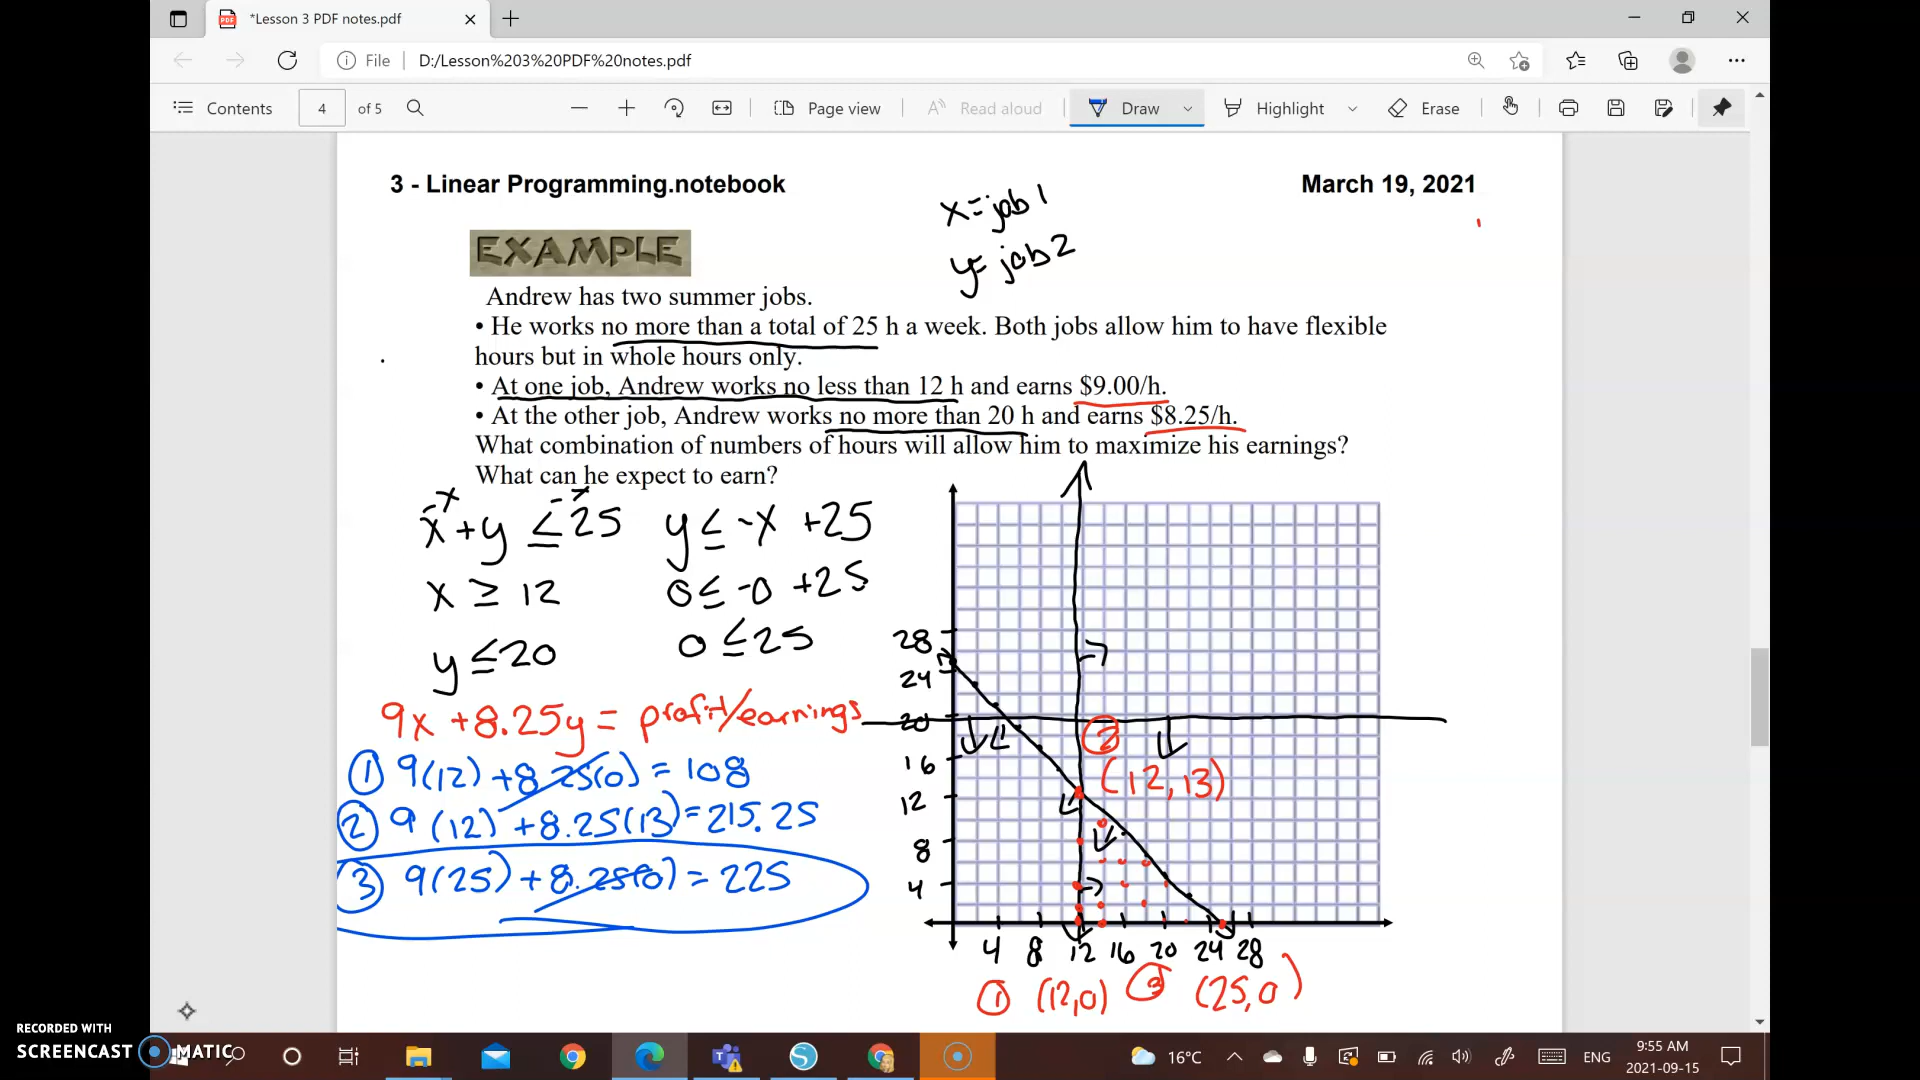 *Lesson 3 PDF notes.pdf
File D:/Lesson%203%20PDF%20notes.pdf
Contents 4 of 5 Page view Read aloud Draw Highlight Erase
3 - Linear Programming.notebook March 19, 2021
x = job 1
y = job 2
EXAMPLE
Andrew has two summer jobs.
• He works no more than a total of 25 h a week. Both jobs allow him to have flexible
hours but in whole hours only.
• At one job, Andrew works no less than 12 h and earns $9.00/h.
• At the other job, Andrew works no more than 20 h and earns $8.25/h.
What combination of numbers of hours will allow him to maximize his earnings?
What can he expect to earn?
-x -x
x + y ≤ 25 y ≤ -x + 25
x ≥ 12 0 ≤ -0 + 25
y ≤ 20 0 ≤ 25
9x + 8.25y = profit/earnings
① 9(12) + 8.25(0) = 108
② 9(12) + 8.25(13) = 215.25
③ 9(25) + 8.25(0) = 225
28
24
20
16
12
8
4
②
(12, 13)
4 8 12 16 20 24 28
① (12,0) ③ (25,0)
RECORDED WITH
SCREENCAST MATIC
16°C ENG 9:55 AM
2021-09-15